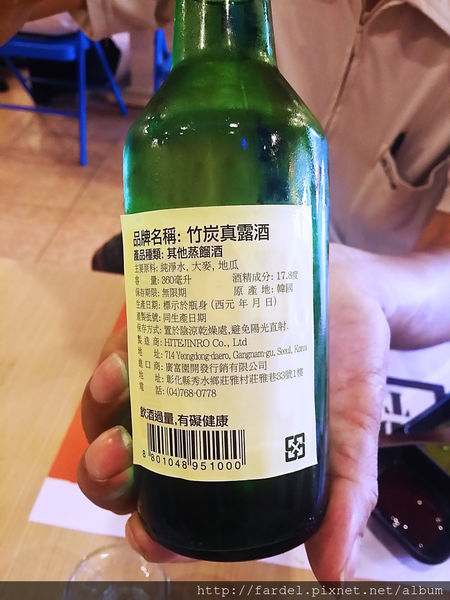 品牌名稱: 竹炭真露酒
產品種類: 其他蒸餾酒
主要原料: 純淨水, 大麥, 地瓜
容 量: 360毫升 酒精成分: 17.8度
保存期限: 無限期 原 產 地: 韓國
生產日期: 標示於瓶身 (西元 年 月 日)
灌製批號: 同生產日期
保存方式: 置於陰涼乾燥處,避免陽光直射.
製 造 商: HITEJINRO Co., Ltd
地 址: 714 Yeongdong-daero, Gangnam-gu, Seoul, Korea
進 口 商: 廣富園開發行銷有限公司
地 址: 彰化縣秀水鄉莊雅村莊雅巷33號1樓
電 話: (04)768-0778
飲酒過量,有礙健康
8 801048 951000
http://fardel.pixnet.net/album